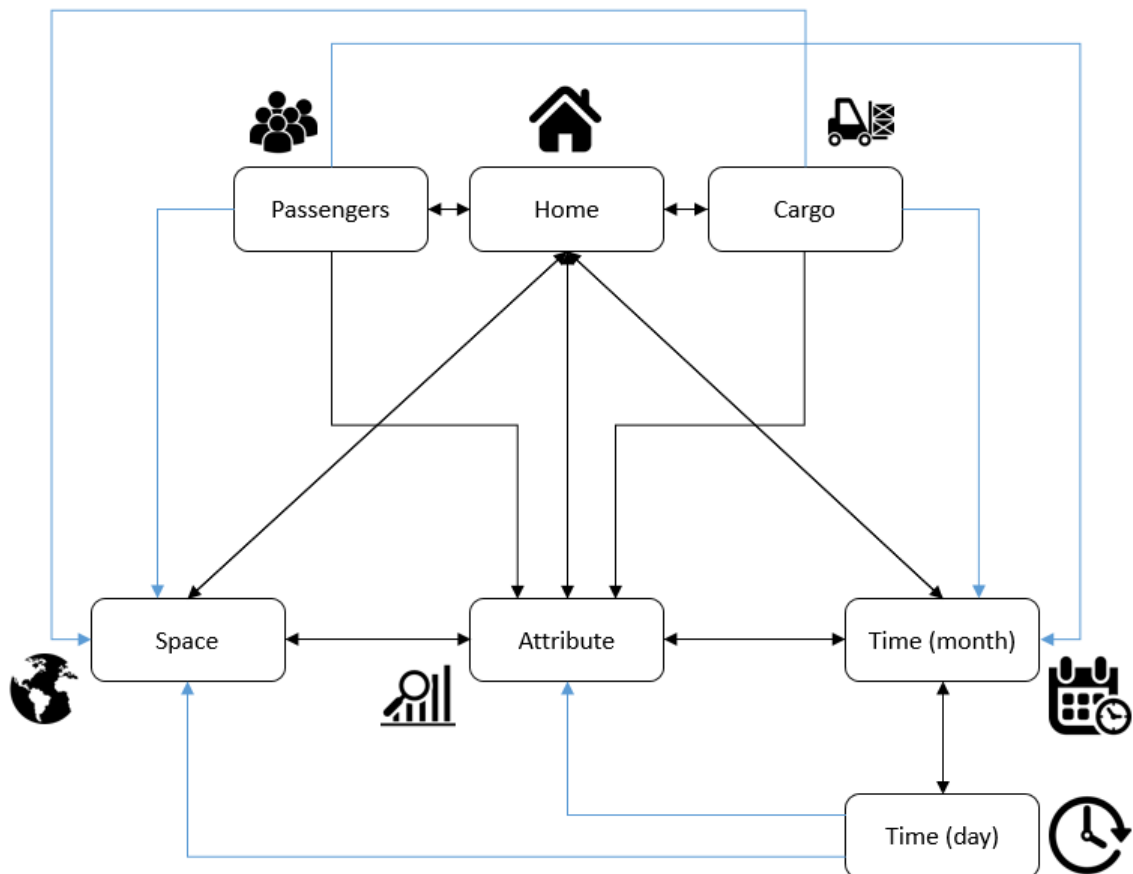 Passengers
Home
Cargo
Space
Attribute
Time (month)
Time (day)